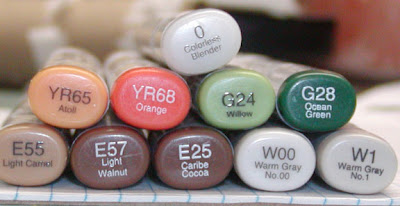 0
Colorless
Blender
YR65
Atoll
YR68
Orange
G24
Willow
G28
Ocean
Green
E55
Light Camel
E57
Light
Walnut
E25
Caribe
Cocoa
W00
Warm Gray
No.00
W1
Warm Gray
No.1